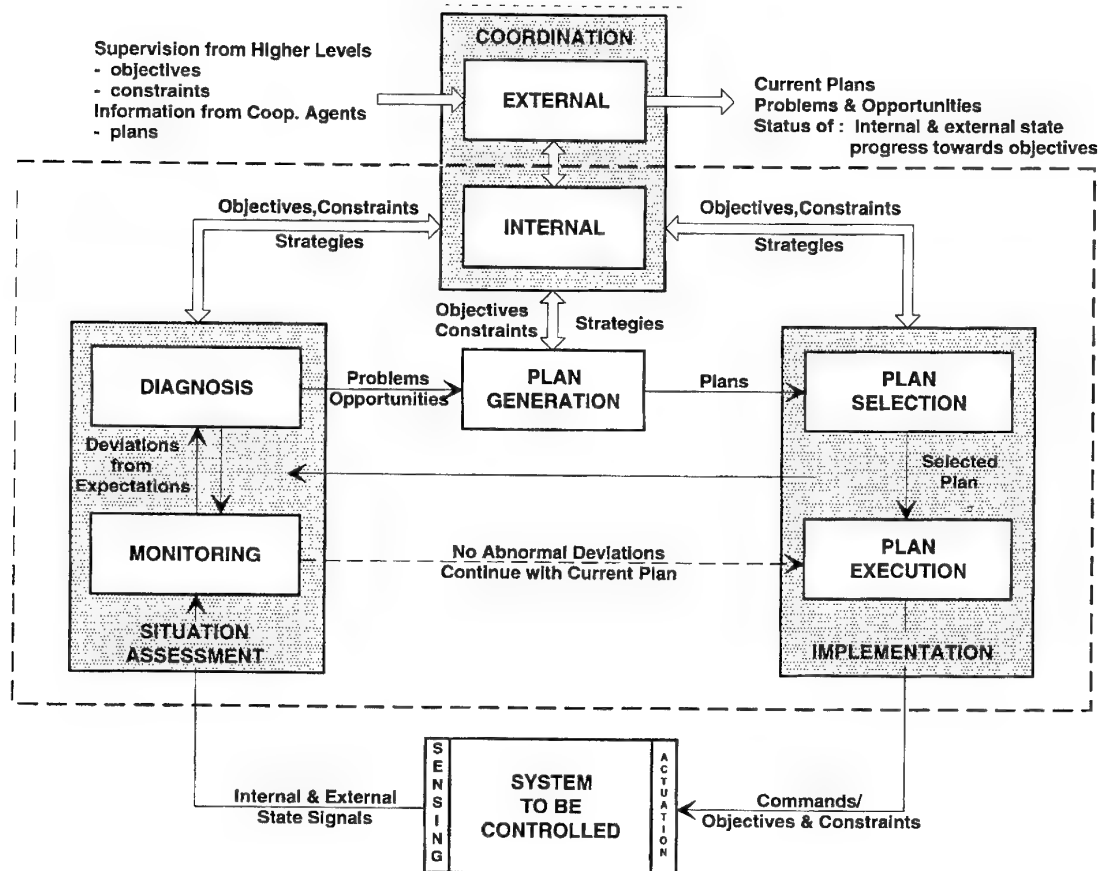 COORDINATION
Supervision from Higher Levels
- objectives
- constraints
Information from Coop. Agents
- plans
EXTERNAL
Current Plans
Problems & Opportunities
Status of : Internal & external state
progress towards objectives
INTERNAL
Objectives,Constraints
Strategies
Objectives,Constraints
Strategies
Objectives
Constraints
Strategies
DIAGNOSIS
Problems
Opportunities
PLAN
GENERATION
Plans
PLAN
SELECTION
Deviations
from
Expectations
Selected
Plan
MONITORING
No Abnormal Deviations
Continue with Current Plan
PLAN
EXECUTION
SITUATION
ASSESSMENT
IMPLEMENTATION
Internal & External
State Signals
SENSING
SYSTEM
TO BE
CONTROLLED
ACTUATION
Commands/
Objectives & Constraints